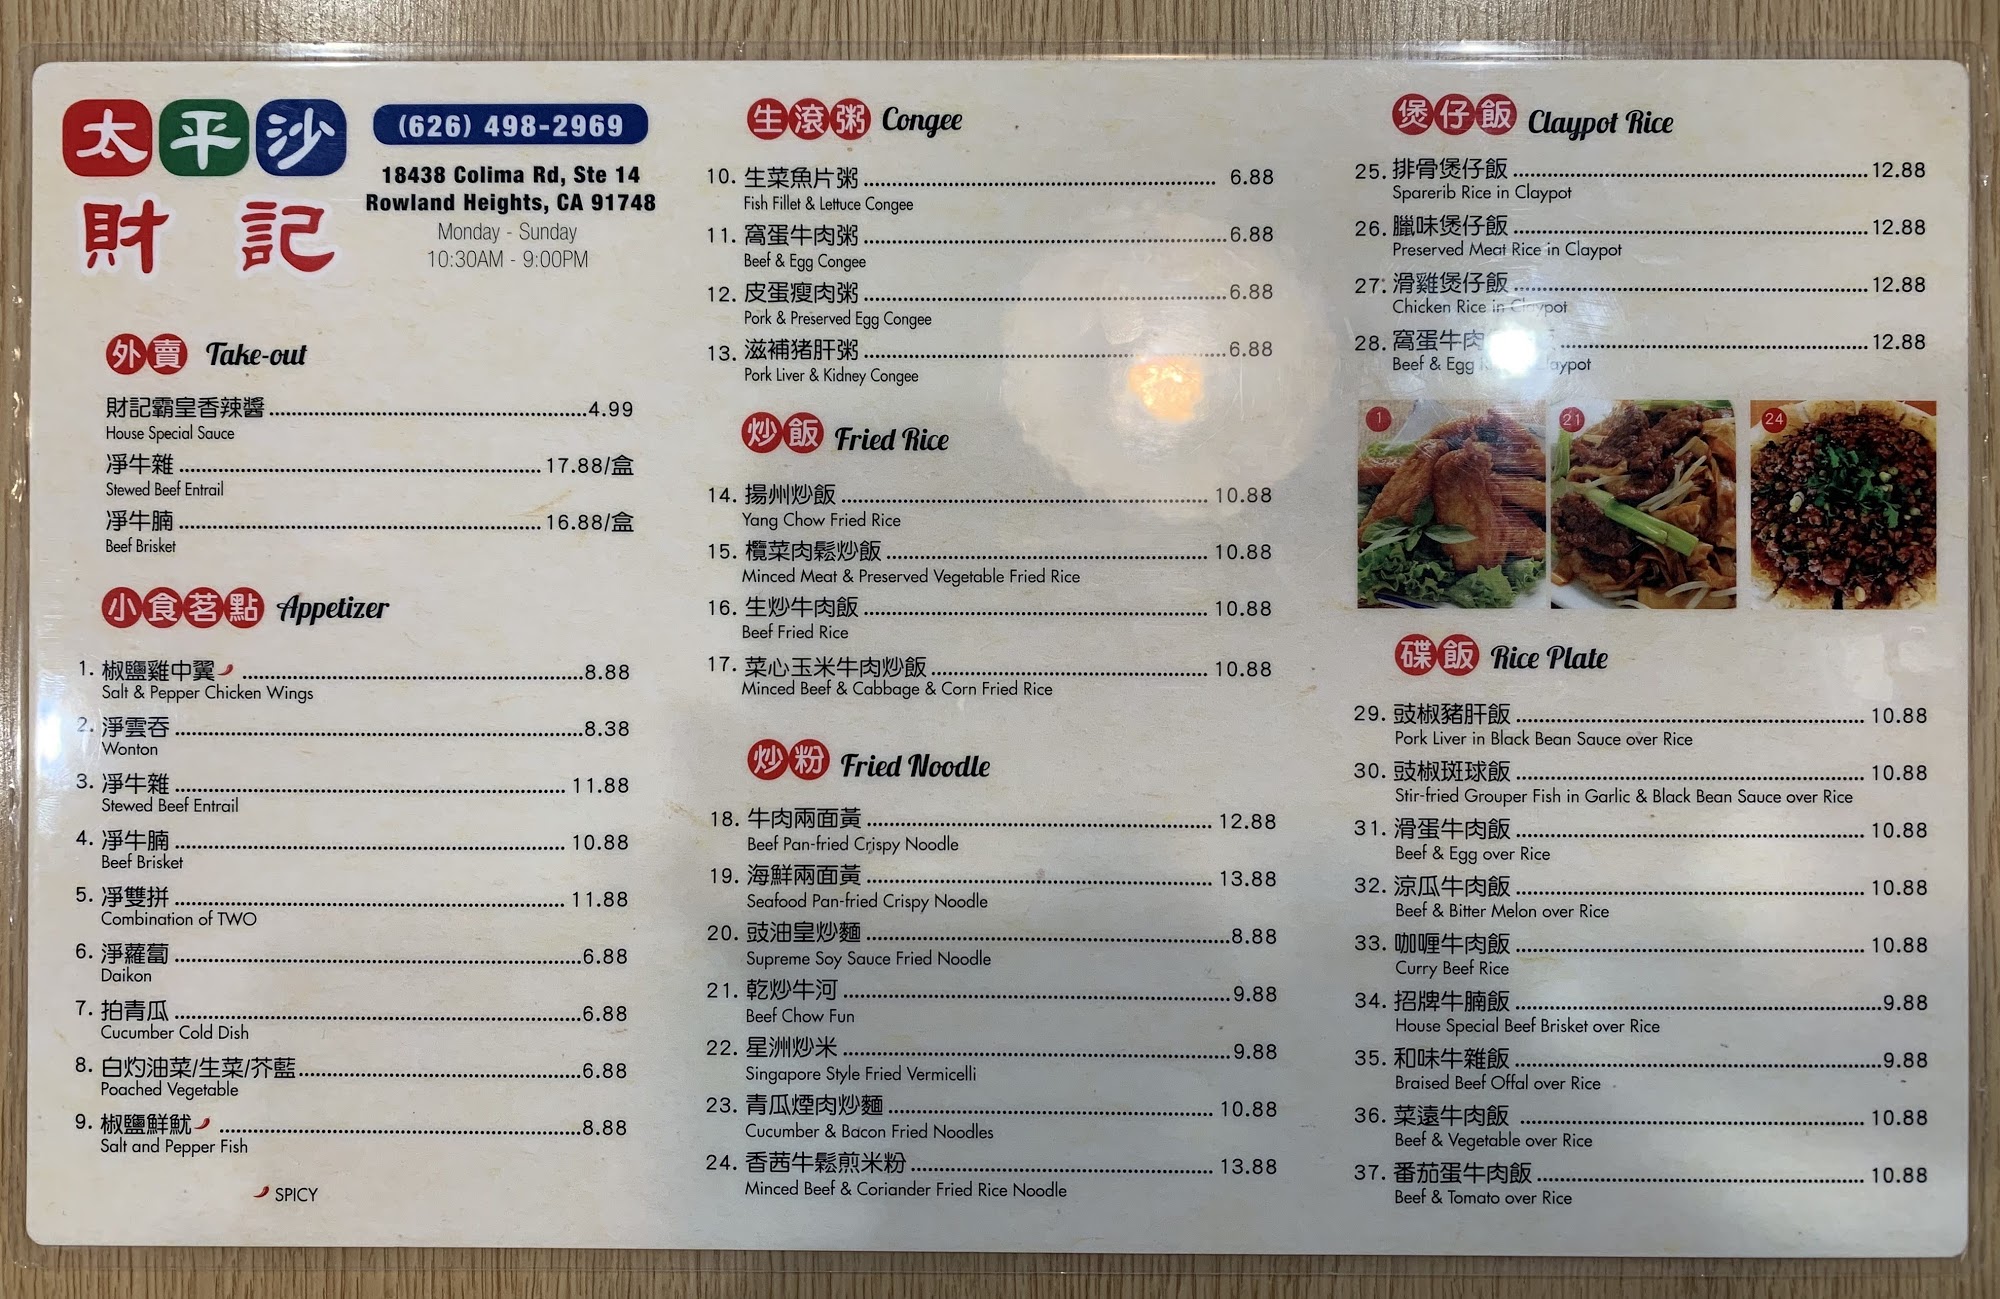 太平沙
財記
(626) 498-2969
18438 Colima Rd, Ste 14
Rowland Heights, CA 91748
Monday - Sunday
10:30AM - 9:00PM
外賣 Take-out
財記霸皇香辣醬 4.99
House Special Sauce
淨牛雜 17.88/盒
Stewed Beef Entrail
淨牛腩 16.88/盒
Beef Brisket
小食茗點 Appetizer
1. 椒鹽雞中翼 8.88
Salt & Pepper Chicken Wings
2. 淨雲吞 8.38
Wonton
3. 淨牛雜 11.88
Stewed Beef Entrail
4. 淨牛腩 10.88
Beef Brisket
5. 淨雙拼 11.88
Combination of TWO
6. 淨蘿蔔 6.88
Daikon
7. 拍青瓜 6.88
Cucumber Cold Dish
8. 白灼油菜/生菜/芥藍 6.88
Poached Vegetable
9. 椒鹽鮮魷 8.88
Salt and Pepper Fish
SPICY
生滾粥 Congee
10. 生菜魚片粥 6.88
Fish Fillet & Lettuce Congee
11. 窩蛋牛肉粥 6.88
Beef & Egg Congee
12. 皮蛋瘦肉粥 6.88
Pork & Preserved Egg Congee
13. 滋補猪肝粥 6.88
Pork Liver & Kidney Congee
炒飯 Fried Rice
14. 揚州炒飯 10.88
Yang Chow Fried Rice
15. 欖菜肉鬆炒飯 10.88
Minced Meat & Preserved Vegetable Fried Rice
16. 生炒牛肉飯 10.88
Beef Fried Rice
17. 菜心玉米牛肉炒飯 10.88
Minced Beef & Cabbage & Corn Fried Rice
炒粉 Fried Noodle
18. 牛肉兩面黃 12.88
Beef Pan-fried Crispy Noodle
19. 海鮮兩面黃 13.88
Seafood Pan-fried Crispy Noodle
20. 豉油皇炒麵 8.88
Supreme Soy Sauce Fried Noodle
21. 乾炒牛河 9.88
Beef Chow Fun
22. 星洲炒米 9.88
Singapore Style Fried Vermicelli
23. 青瓜煙肉炒麵 10.88
Cucumber & Bacon Fried Noodles
24. 香茜牛鬆煎米粉 13.88
Minced Beef & Coriander Fried Rice Noodle
煲仔飯 Claypot Rice
25. 排骨煲仔飯 12.88
Sparerib Rice in Claypot
26. 臘味煲仔飯 12.88
Preserved Meat Rice in Claypot
27. 滑雞煲仔飯 12.88
Chicken Rice in Claypot
28. 窩蛋牛肉 12.88
Beef & Egg
1 21 24
碟飯 Rice Plate
29. 豉椒豬肝飯 10.88
Pork Liver in Black Bean Sauce over Rice
30. 豉椒斑球飯 10.88
Stir-fried Grouper Fish in Garlic & Black Bean Sauce over Rice
31. 滑蛋牛肉飯 10.88
Beef & Egg over Rice
32. 涼瓜牛肉飯 10.88
Beef & Bitter Melon over Rice
33. 咖喱牛肉飯 10.88
Curry Beef Rice
34. 招牌牛腩飯 9.88
House Special Beef Brisket over Rice
35. 和味牛雜飯 9.88
Braised Beef Offal over Rice
36. 菜遠牛肉飯 10.88
Beef & Vegetable over Rice
37. 番茄蛋牛肉飯 10.88
Beef & Tomato over Rice